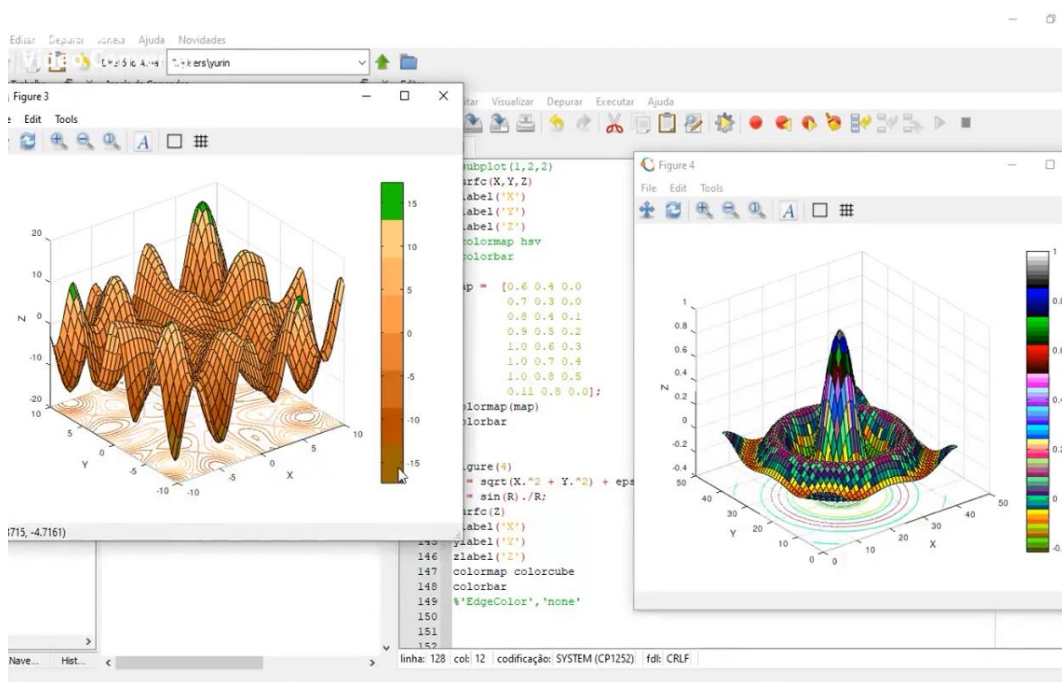 Editar Depurar Janela Ajuda Novidades
Figure 3
Edit Tools
A
20
10
Z
0
-10
-20
10
5
Y
0
-5
-10
-10
-5
0
X
5
10
15
10
5
0
-5
-10
-15
-4.7161)
Nave... Hist...
Visualizar Depurar Executar Ajuda
ubplot(1,2,2)
urfc(X,Y,Z)
label('X')
label('Y')
label('Z')
olormap hsv
olorbar
ap = [0.6 0.4 0.0
0.7 0.3 0.0
0.8 0.4 0.1
0.9 0.5 0.2
1.0 0.6 0.3
1.0 0.7 0.4
1.0 0.8 0.5
0.11 0.8 0.0];
olormap(map)
olorbar
gure(4)
= sqrt(X.^2 + Y.^2) + eps
= sin(R)./R;
urfc(Z)
label('X')
145 ylabel('Y')
146 zlabel('Z')
147 colormap colorcube
148 colorbar
149 %'EdgeColor','none'
150
151
152
linha: 128 col: 12 codificação: SYSTEM (CP1252) fdl: CRLF
Figure 4
File Edit Tools
A
1
0.8
0.6
0.4
Z
0.2
0
-0.2
-0.4
50
40
30
Y
20
10
0
0
10
20
X
30
40
50
1
0